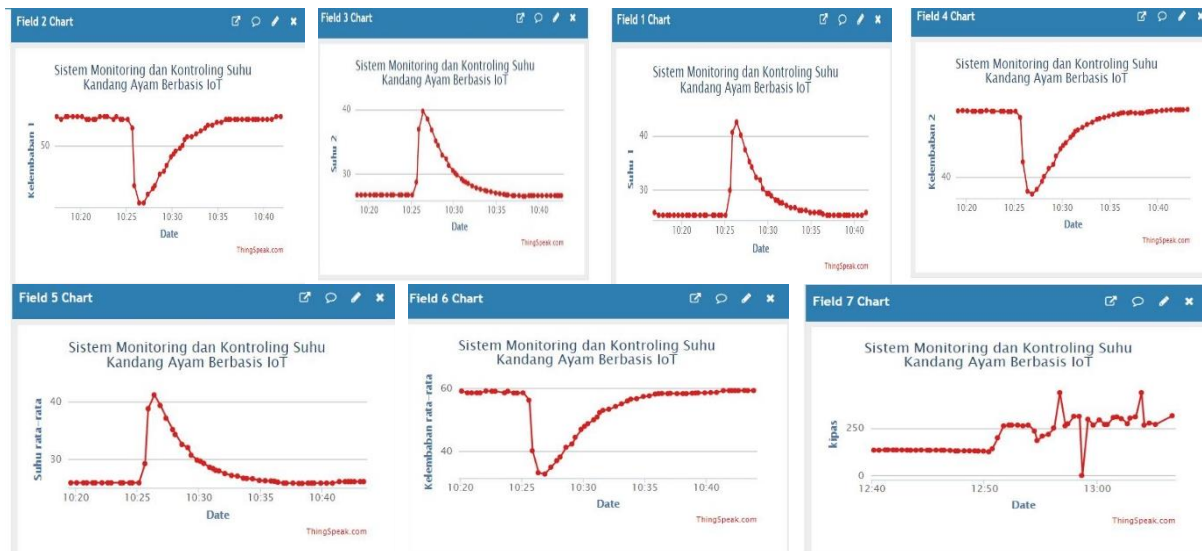 Field 2 Chart
Sistem Monitoring dan Kontroling Suhu
Kandang Ayam Berbasis IoT
Kelembaban 1
50
10:20 10:25 10:30 10:35 10:40
Date
ThingSpeak.com
Field 3 Chart
Sistem Monitoring dan Kontroling Suhu
Kandang Ayam Berbasis IoT
Suhu 2
40
30
10:20 10:25 10:30 10:35 10:40
Date
ThingSpeak.com
Field 1 Chart
Sistem Monitoring dan Kontroling Suhu
Kandang Ayam Berbasis IoT
Suhu 1
40
30
10:20 10:25 10:30 10:35 10:40
Date
ThingSpeak.com
Field 4 Chart
Sistem Monitoring dan Kontroling Suhu
Kandang Ayam Berbasis IoT
Kelembaban 2
40
10:20 10:25 10:30 10:35 10:40
Date
ThingSpeak.com
Field 5 Chart
Sistem Monitoring dan Kontroling Suhu
Kandang Ayam Berbasis IoT
Suhu rata-rata
40
30
10:20 10:25 10:30 10:35 10:40
Date
ThingSpeak.com
Field 6 Chart
Sistem Monitoring dan Kontroling Suhu
Kandang Ayam Berbasis IoT
Kelembaban rata-rata
60
40
10:20 10:25 10:30 10:35 10:40
Date
ThingSpeak.com
Field 7 Chart
Sistem Monitoring dan Kontroling Suhu
Kandang Ayam Berbasis IoT
kipas
250
0
12:40 12:50 13:00
Date
ThingSpeak.com